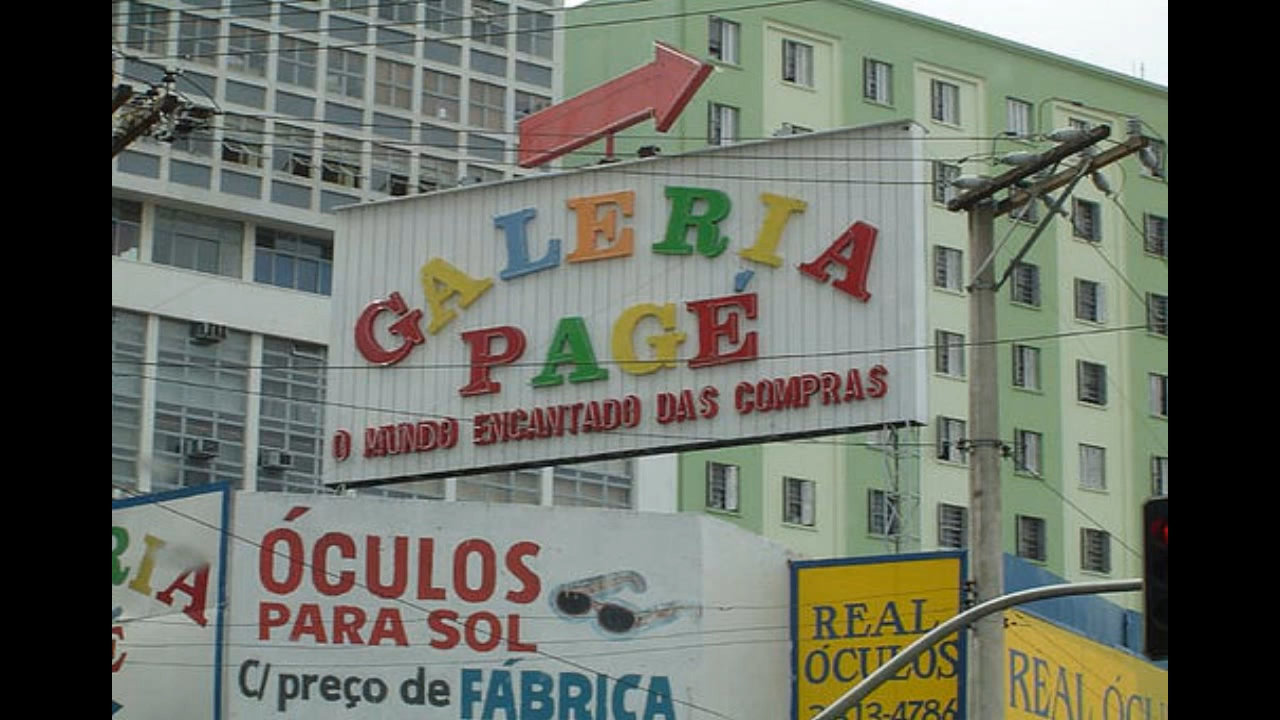 GALERIA
PAGÉ
O MUNDO ENCANTADO DAS COMPRAS
ÓCULOS
PARA SOL
C/ preço de FÁBRICA
REAL
ÓCULOS
REAL